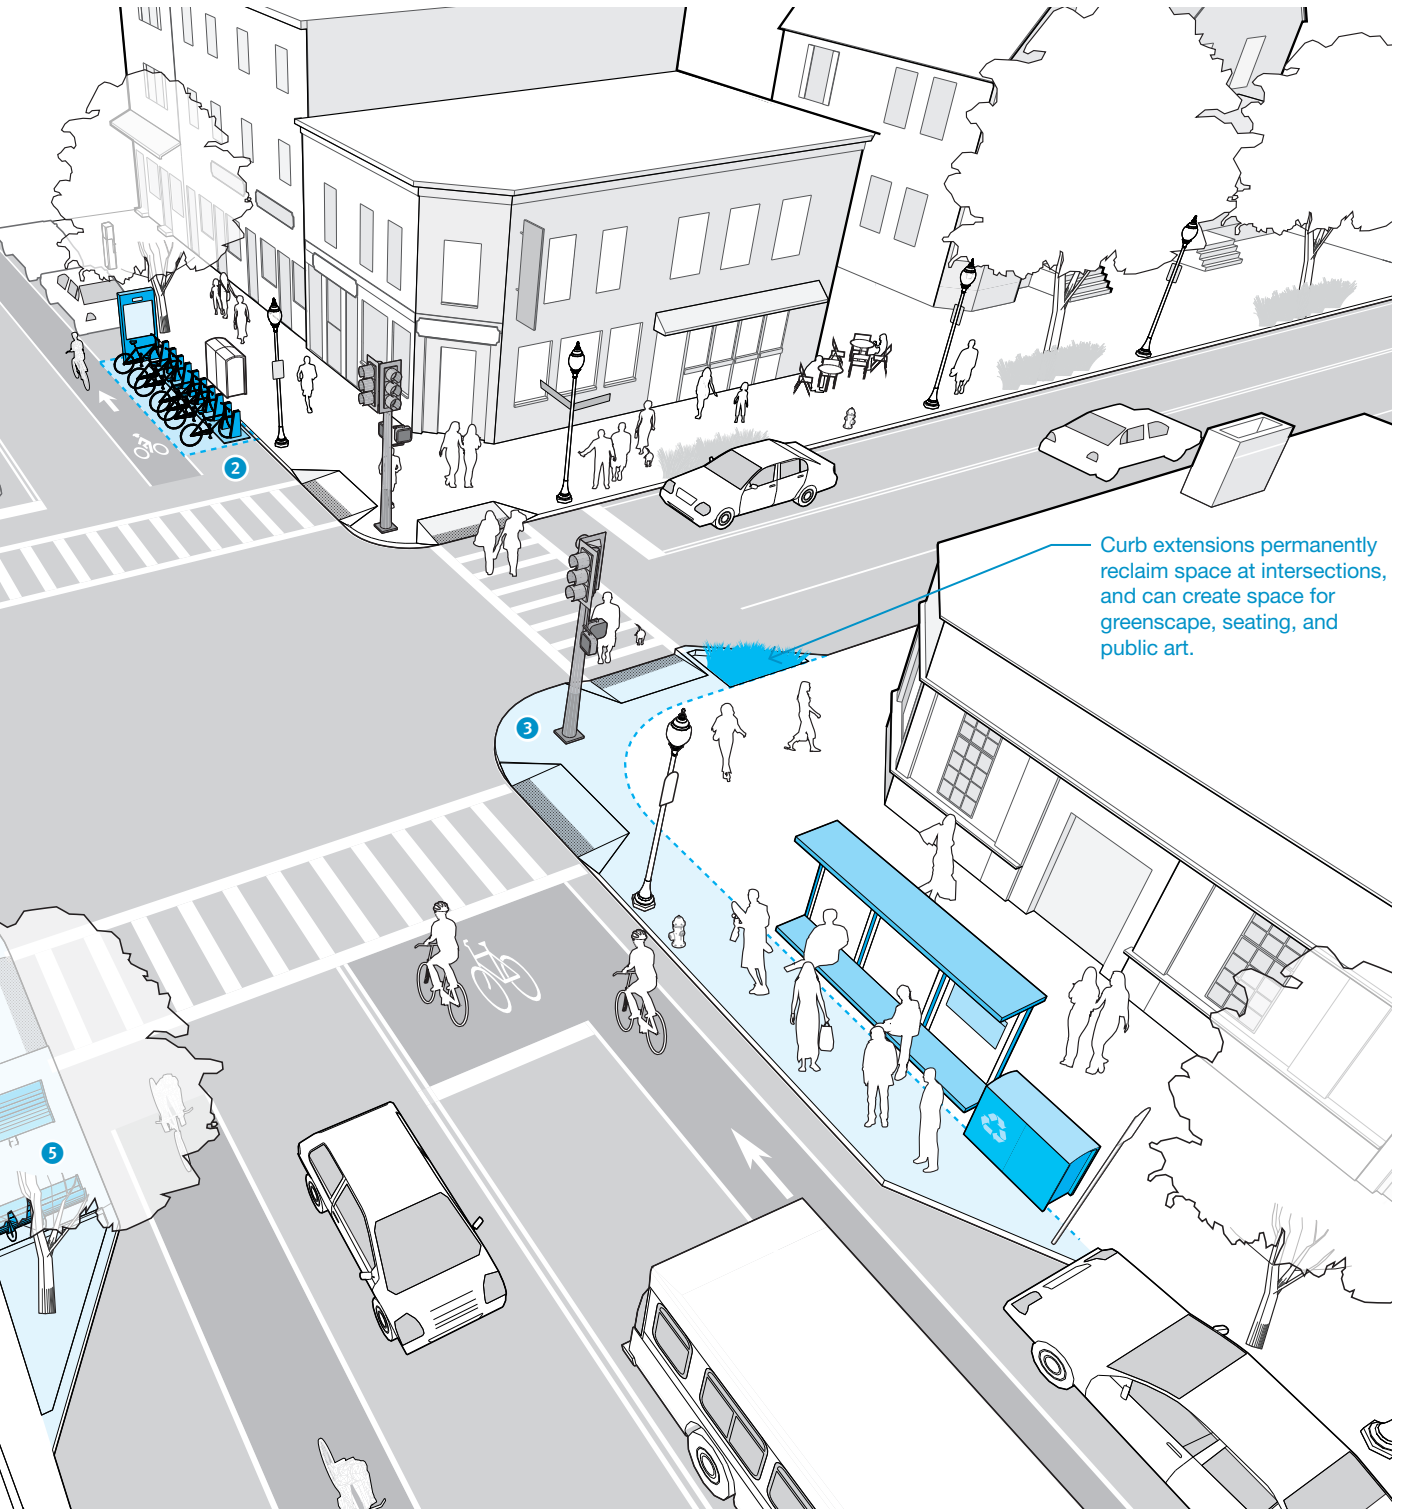 2
Curb extensions permanently
reclaim space at intersections,
and can create space for
greenscape, seating, and
public art.
3
5